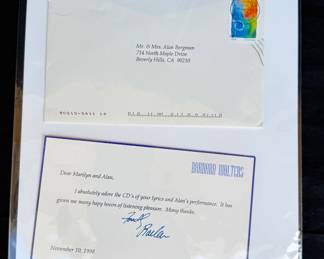 Mr. & Mrs. Alan Bergman
714 North Maple Drive
Beverly Hills, CA 90210
BARBARA WALTERS
Dear Marilyn and Alan,
I absolutely adore the CD's of your lyrics and Alan's performance. It has
given us many happy hours of listening pleasure. Many thanks.
November 30, 1998